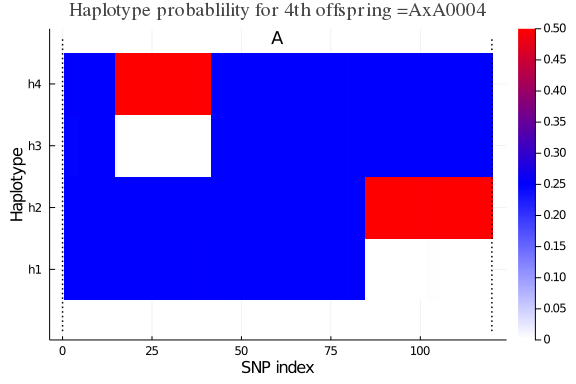 Haplotype probablility for 4th offspring =AxA0004
A
Haplotype
h4
h3
h2
h1
0
25
50
75
100
SNP index
0.50
0.45
0.40
0.35
0.30
0.25
0.20
0.15
0.10
0.05
0